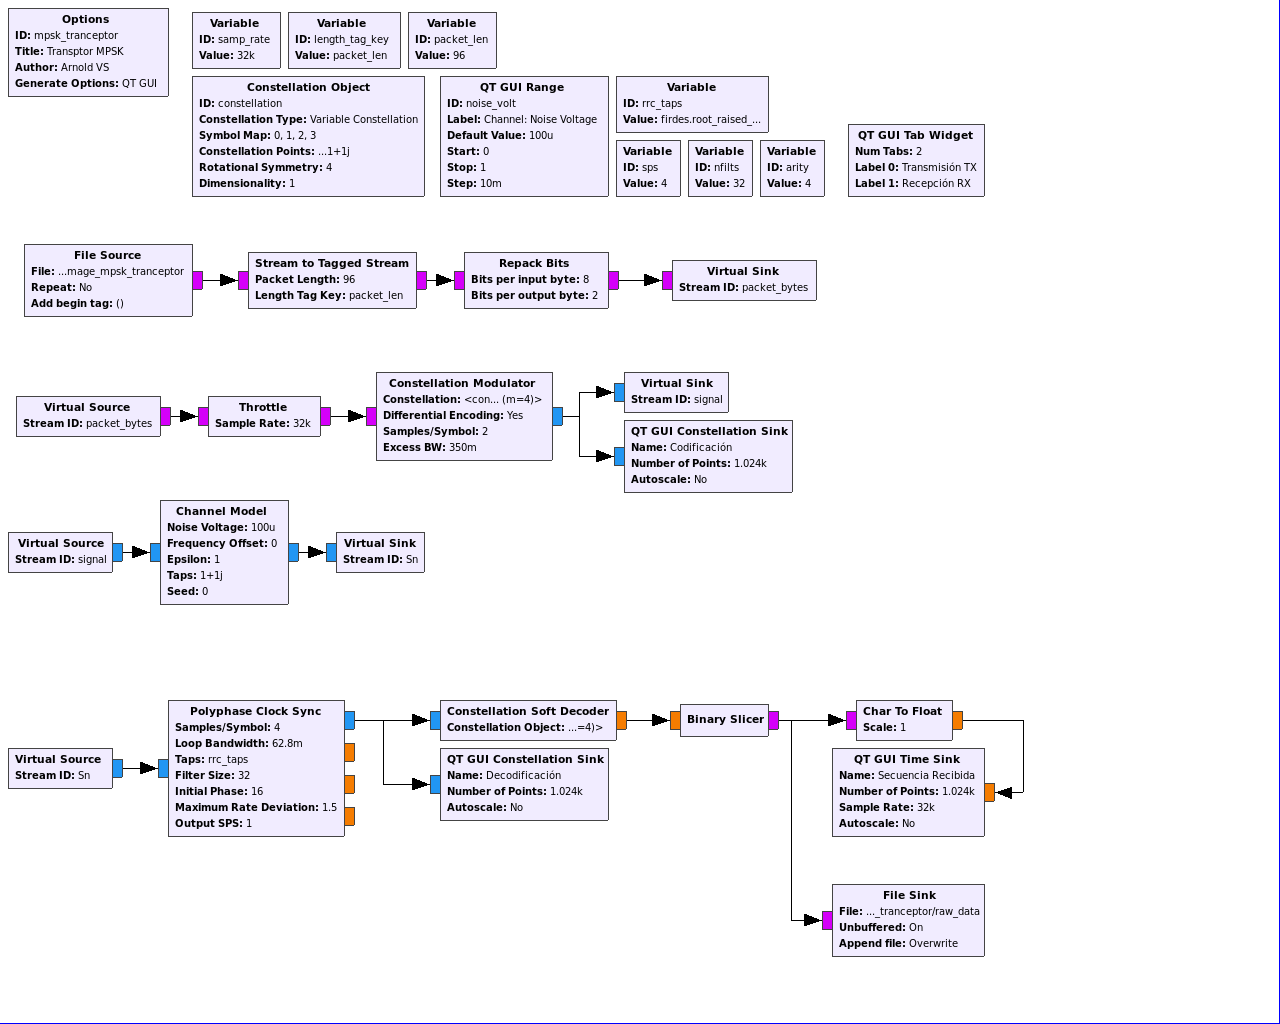 Options
ID: mpsk_tranceptor
Title: Transptor MPSK
Author: Arnold VS
Generate Options: QT GUI
Variable
ID: samp_rate
Value: 32k
Variable
ID: length_tag_key
Value: packet_len
Variable
ID: packet_len
Value: 96
Constellation Object
ID: constellation
Constellation Type: Variable Constellation
Symbol Map: 0, 1, 2, 3
Constellation Points: ...1+1j
Rotational Symmetry: 4
Dimensionality: 1
QT GUI Range
ID: noise_volt
Label: Channel: Noise Voltage
Default Value: 100u
Start: 0
Stop: 1
Step: 10m
Variable
ID: rrc_taps
Value: firdes.root_raised_...
Variable
ID: sps
Value: 4
Variable
ID: nfilts
Value: 32
Variable
ID: arity
Value: 4
QT GUI Tab Widget
Num Tabs: 2
Label 0: Transmisión TX
Label 1: Recepción RX
File Source
File: ...mage_mpsk_tranceptor
Repeat: No
Add begin tag: ()
Stream to Tagged Stream
Packet Length: 96
Length Tag Key: packet_len
Repack Bits
Bits per input byte: 8
Bits per output byte: 2
Virtual Sink
Stream ID: packet_bytes
Virtual Source
Stream ID: packet_bytes
Throttle
Sample Rate: 32k
Constellation Modulator
Constellation: <con... (m=4)>
Differential Encoding: Yes
Samples/Symbol: 2
Excess BW: 350m
Virtual Sink
Stream ID: signal
QT GUI Constellation Sink
Name: Codificación
Number of Points: 1.024k
Autoscale: No
Virtual Source
Stream ID: signal
Channel Model
Noise Voltage: 100u
Frequency Offset: 0
Epsilon: 1
Taps: 1+1j
Seed: 0
Virtual Sink
Stream ID: Sn
Virtual Source
Stream ID: Sn
Polyphase Clock Sync
Samples/Symbol: 4
Loop Bandwidth: 62.8m
Taps: rrc_taps
Filter Size: 32
Initial Phase: 16
Maximum Rate Deviation: 1.5
Output SPS: 1
Constellation Soft Decoder
Constellation Object: ...=4)>
QT GUI Constellation Sink
Name: Decodificación
Number of Points: 1.024k
Autoscale: No
Binary Slicer
Char To Float
Scale: 1
QT GUI Time Sink
Name: Secuencia Recibida
Number of Points: 1.024k
Sample Rate: 32k
Autoscale: No
File Sink
File: ..._tranceptor/raw_data
Unbuffered: On
Append file: Overwrite